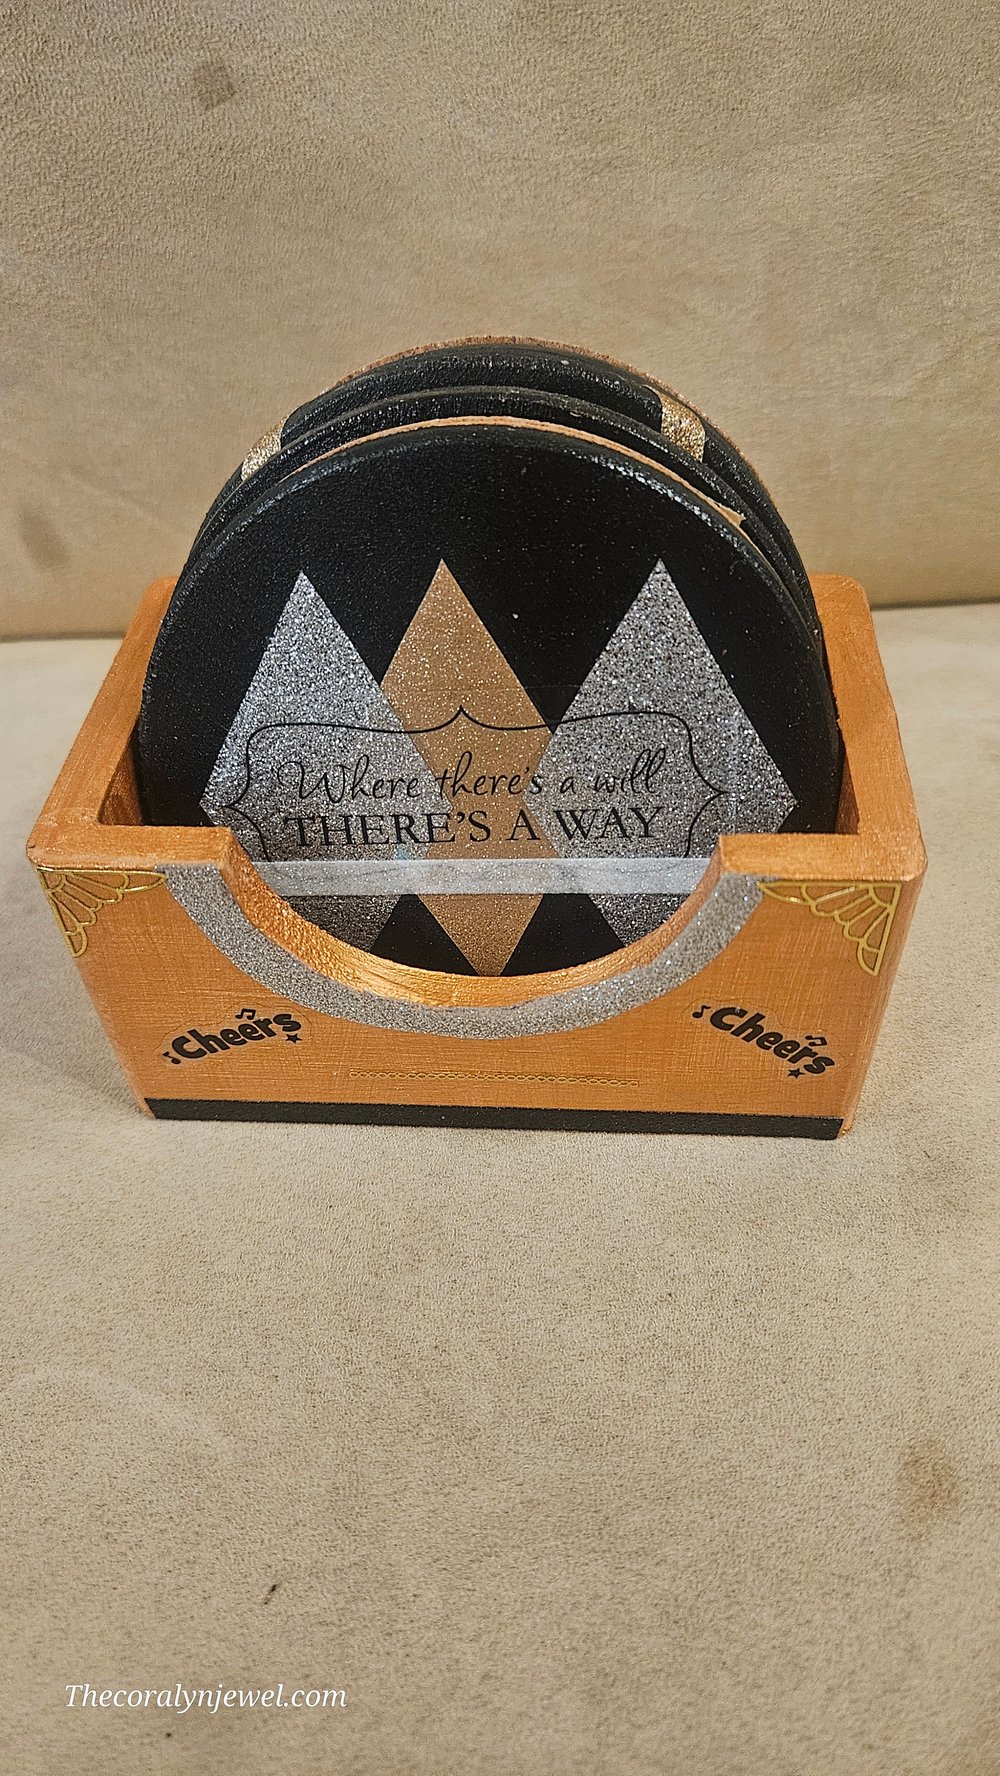 Where there's a will
THERE'S A WAY
Cheers
Cheers
Thecoralynjewel.com